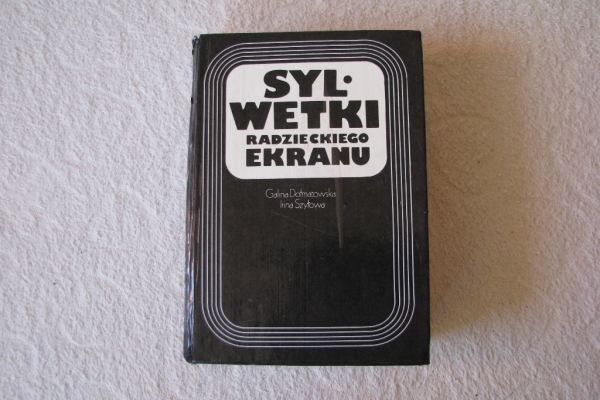 SYL·
WETKI
RADZIECKIEGO
EKRANU
Galina Dołmatowska
Irina Szyłowa